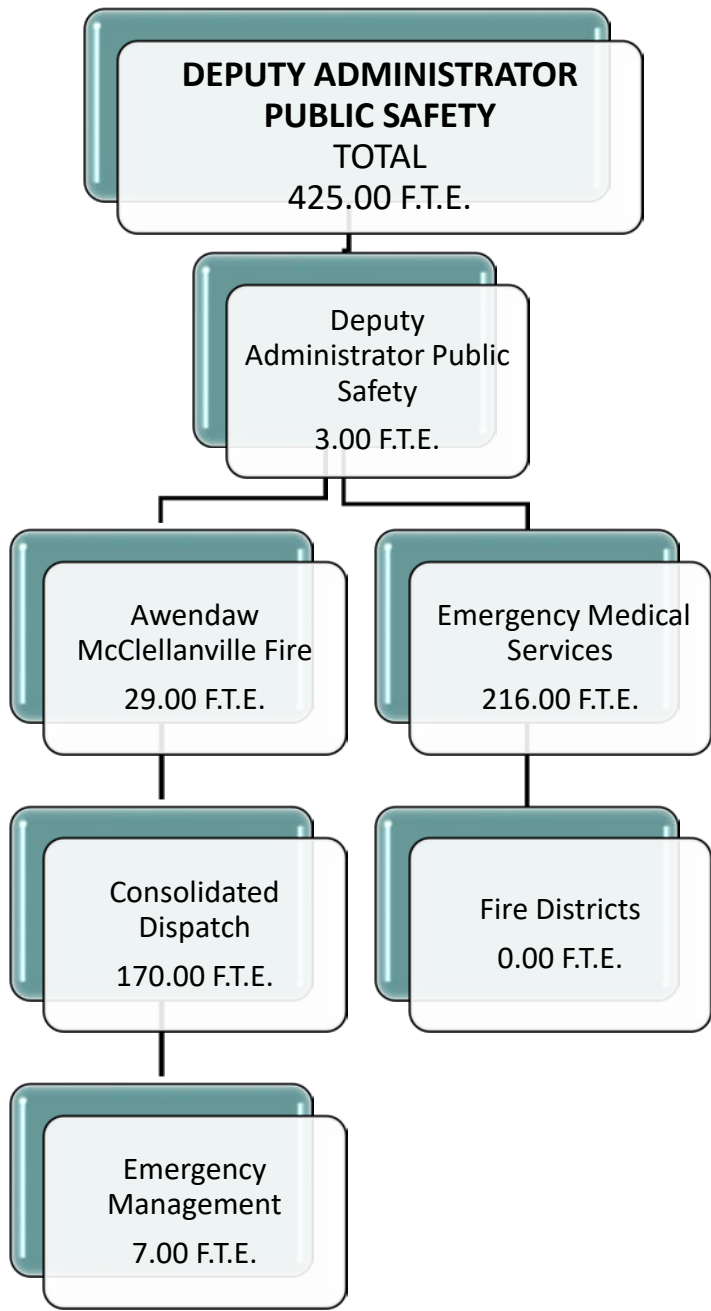 DEPUTY ADMINISTRATOR
PUBLIC SAFETY
TOTAL
425.00 F.T.E.
Deputy
Administrator Public
Safety
3.00 F.T.E.
Awendaw
McClellanville Fire
29.00 F.T.E.
Emergency Medical
Services
216.00 F.T.E.
Consolidated
Dispatch
170.00 F.T.E.
Fire Districts
0.00 F.T.E.
Emergency
Management
7.00 F.T.E.